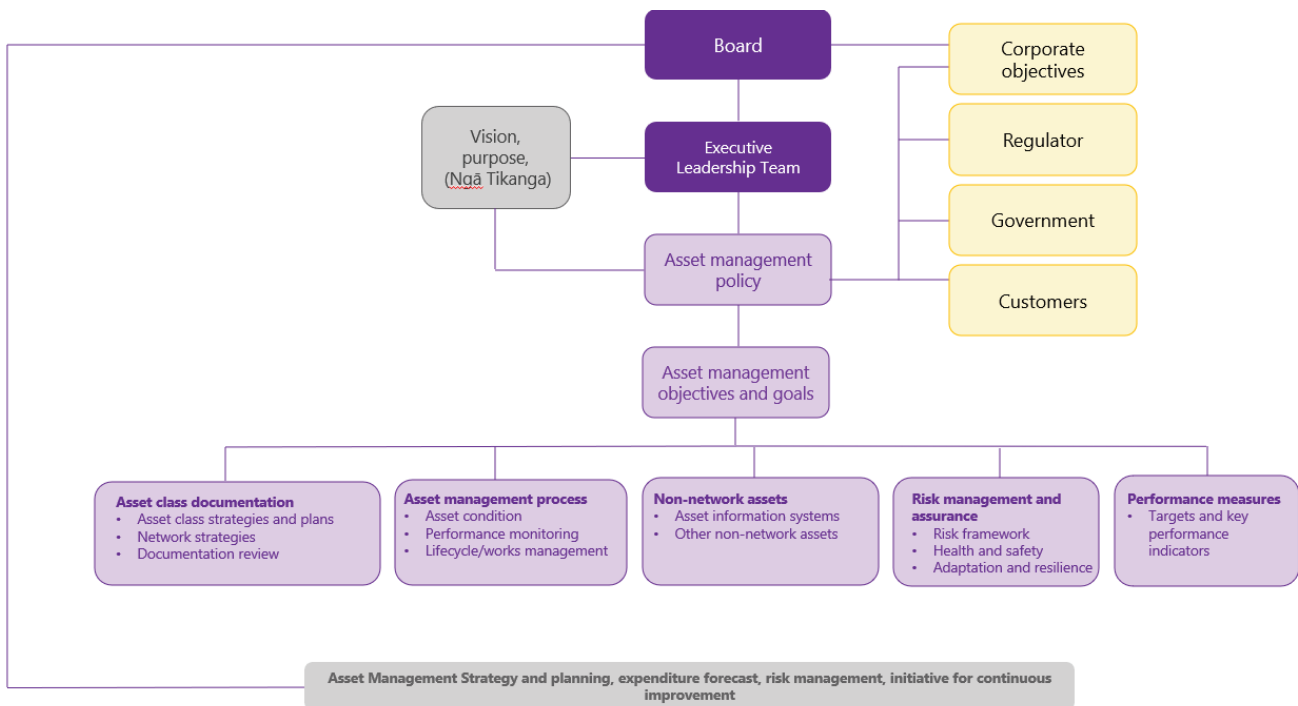 Board
Corporate
objectives
Vision,
purpose,
(Ngā Tikanga)
Executive
Leadership Team
Regulator
Government
Asset management
policy
Customers
Asset management
objectives and goals
Asset class documentation
• Asset class strategies and plans
• Network strategies
• Documentation review
Asset management process
• Asset condition
• Performance monitoring
• Lifecycle/works management
Non-network assets
• Asset information systems
• Other non-network assets
Risk management and
assurance
• Risk framework
• Health and safety
• Adaptation and resilience
Performance measures
• Targets and key
performance
indicators
Asset Management Strategy and planning, expenditure forecast, risk management, initiative for continuous
improvement